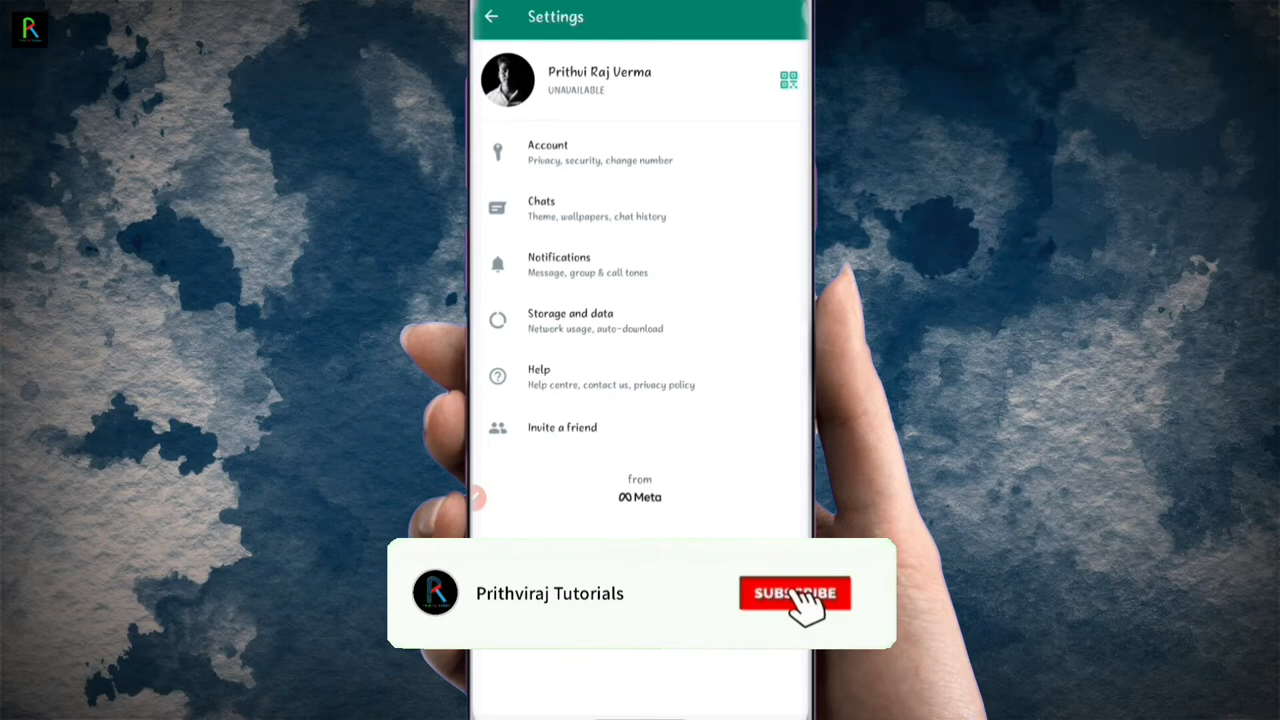 Settings
Prithvi Raj Verma
UNAVAILABLE
Account
Privacy, security, change number
Chats
Theme, wallpapers, chat history
Notifications
Message, group & call tones
Storage and data
Network usage, auto-download
Help
Help centre, contact us, privacy policy
Invite a friend
from
Meta
Prithviraj Tutorials
SUBSCRIBE